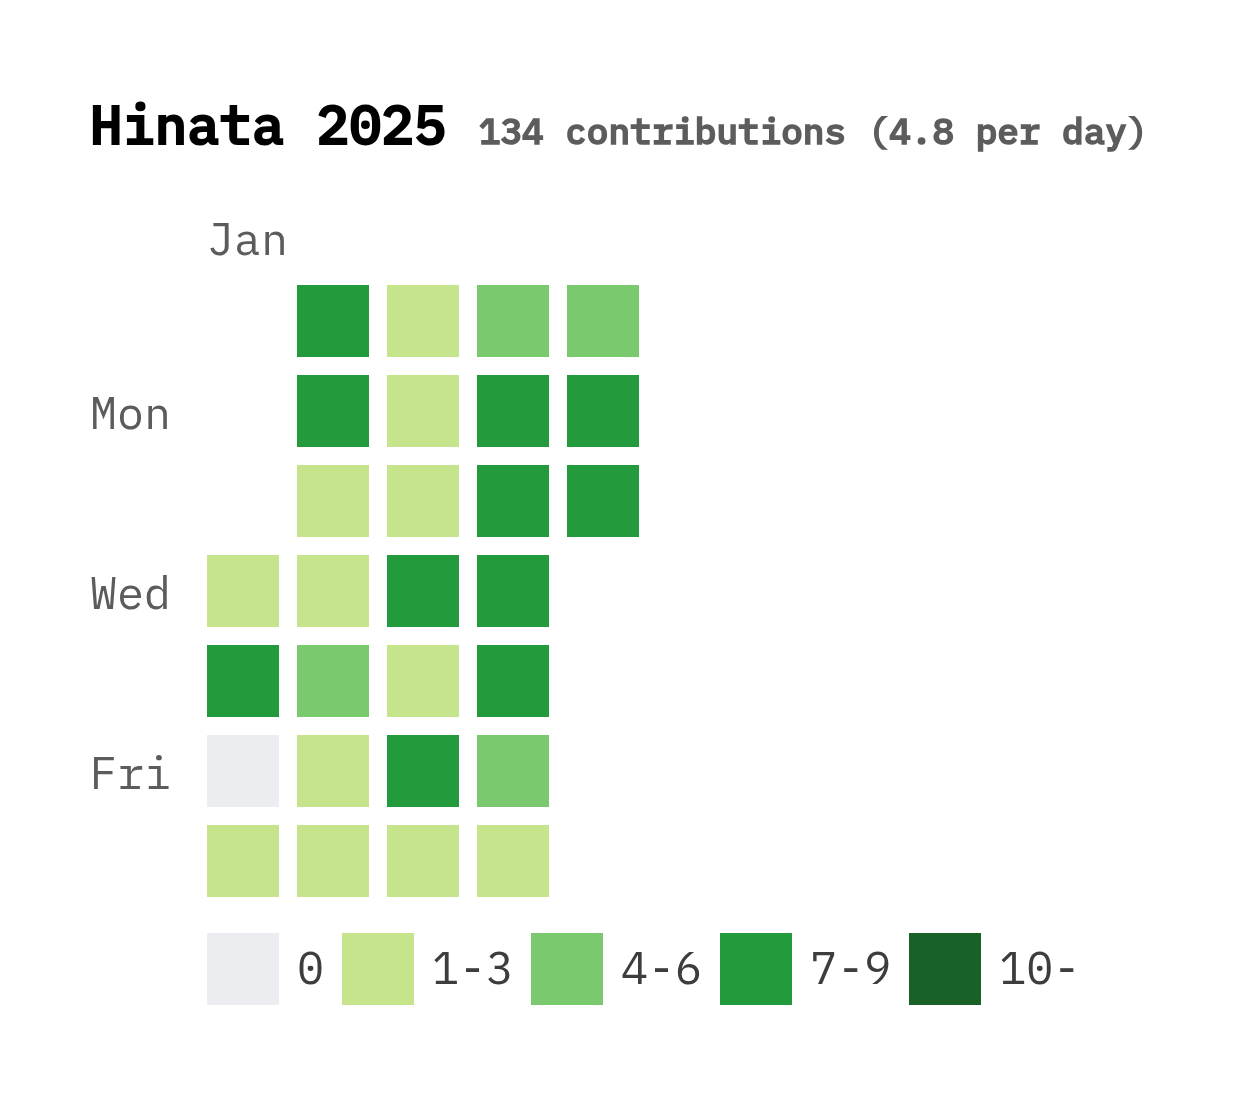 Hinata 2025 134 contributions (4.8 per day)
Jan
Mon
Wed
Fri
0 1-3 4-6 7-9 10-